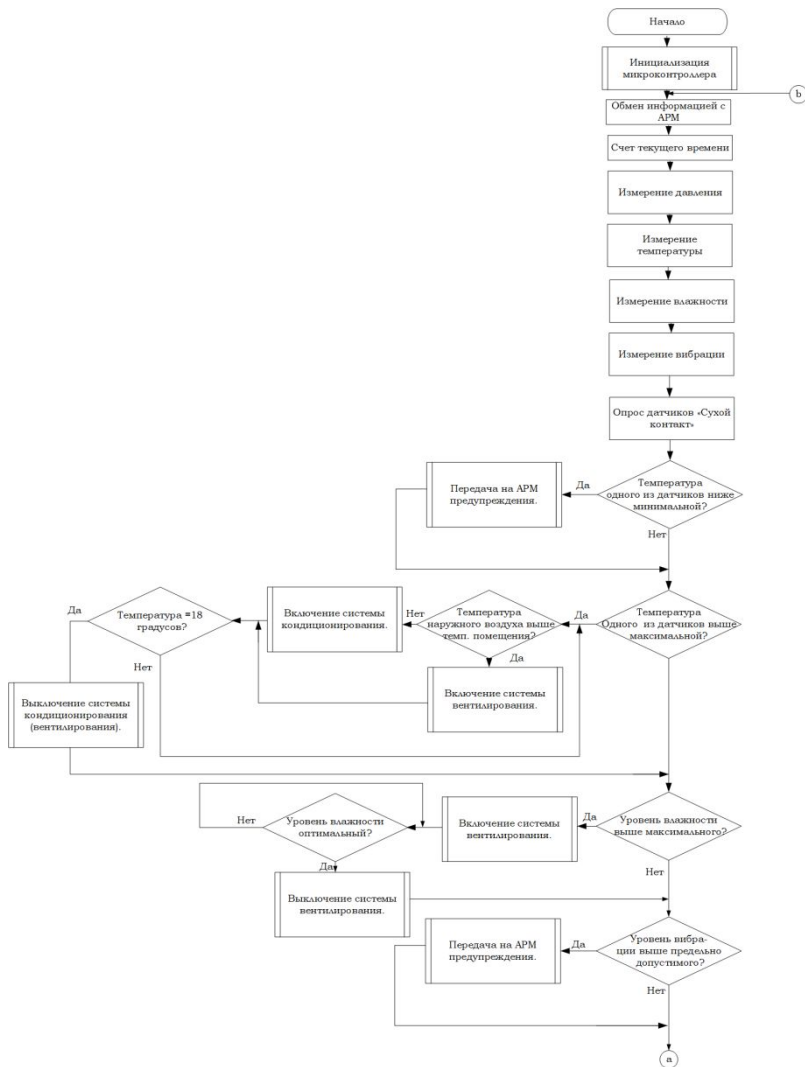 Начало
Инициализация
микроконтроллера
b
Обмен информацией с
АРМ
Счет текущего времени
Измерение давления
Измерение
температуры
Измерение влажности
Измерение вибрации
Опрос датчиков «Сухой
контакт»
Температура
одного из датчиков ниже
минимальной?
Да
Передача на АРМ
предупреждения.
Нет
Температура
Одного из датчиков выше
максимальной?
Да
Температура
наружного воздуха выше
темп. помещения?
Нет
Включение системы
кондиционирования.
Да
Включение системы
вентилирования.
Температура =18
градусов?
Да
Нет
Выключение системы
кондиционирования
(вентилирования).
Уровень влажности
выше максимального?
Да
Включение системы
вентилирования.
Уровень влажности
оптимальный?
Нет
Да
Выключение системы
вентилирования.
Нет
Уровень вибра-
ции выше предельно
допустимого?
Да
Передача на АРМ
предупреждения.
Нет
a